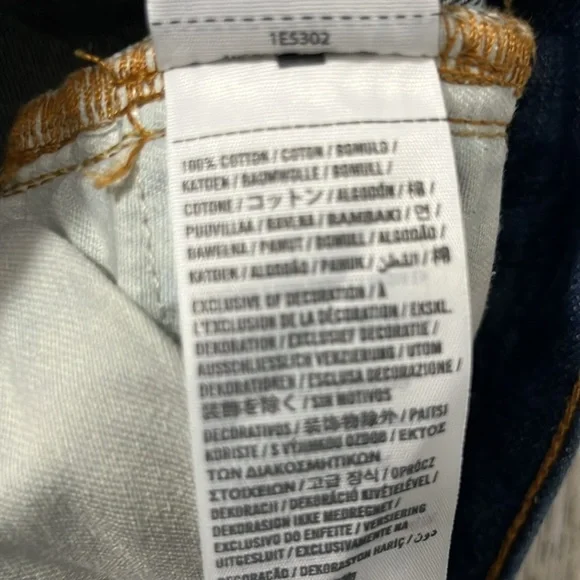 1E5302
100% COTTON / COTON / BOMULD /
KATOEN / BAUMWOLLE / BOMULL /
COTONE / コットン / ALGODÓN / 棉 /
PUUVILLAA / BAVLNA / ΒΑΜΒΑΚΙ / 면 /
BAWEŁNA / PAMUT / BOMULL / ALGODÃO /
KATOEN / ALGODÃO / PAMUK / القطن / 棉
EXCLUSIVE OF DECORATION / À
L'EXCLUSION DE LA DÉCORATION / EKSKL.
DEKORATION / EXCLUSIEF DECORATIE /
AUSSCHLIESSLICH VERZIERUNG / UTOM
DEKORATIONER / ESCLUSA DECORAZIONE /
装飾を除く / SIN MOTIVOS
DECORATIVOS / 装饰物除外 / PAITSI
KORISTE / S VÝJIMKOU OZDOB / ΕΚΤΟΣ
ΤΩΝ ΔΙΑΚΟΣΜΗΤΙΚΩΝ
ΣΤΟΙΧΕΙΩΝ / 고급 장식 / OPRÓCZ
DEKORACJI / DEKORÁCIÓ KIVÉTELÉVEL /
DEKORASJON IKKE MEDREGNET /
EXCLUSIVO DO ENFEITE / VERSIERING
UITGESLUIT / EXCLUSIVAMENTE NA
DECORAÇÃO / DEKORASYON HARİÇ / دون